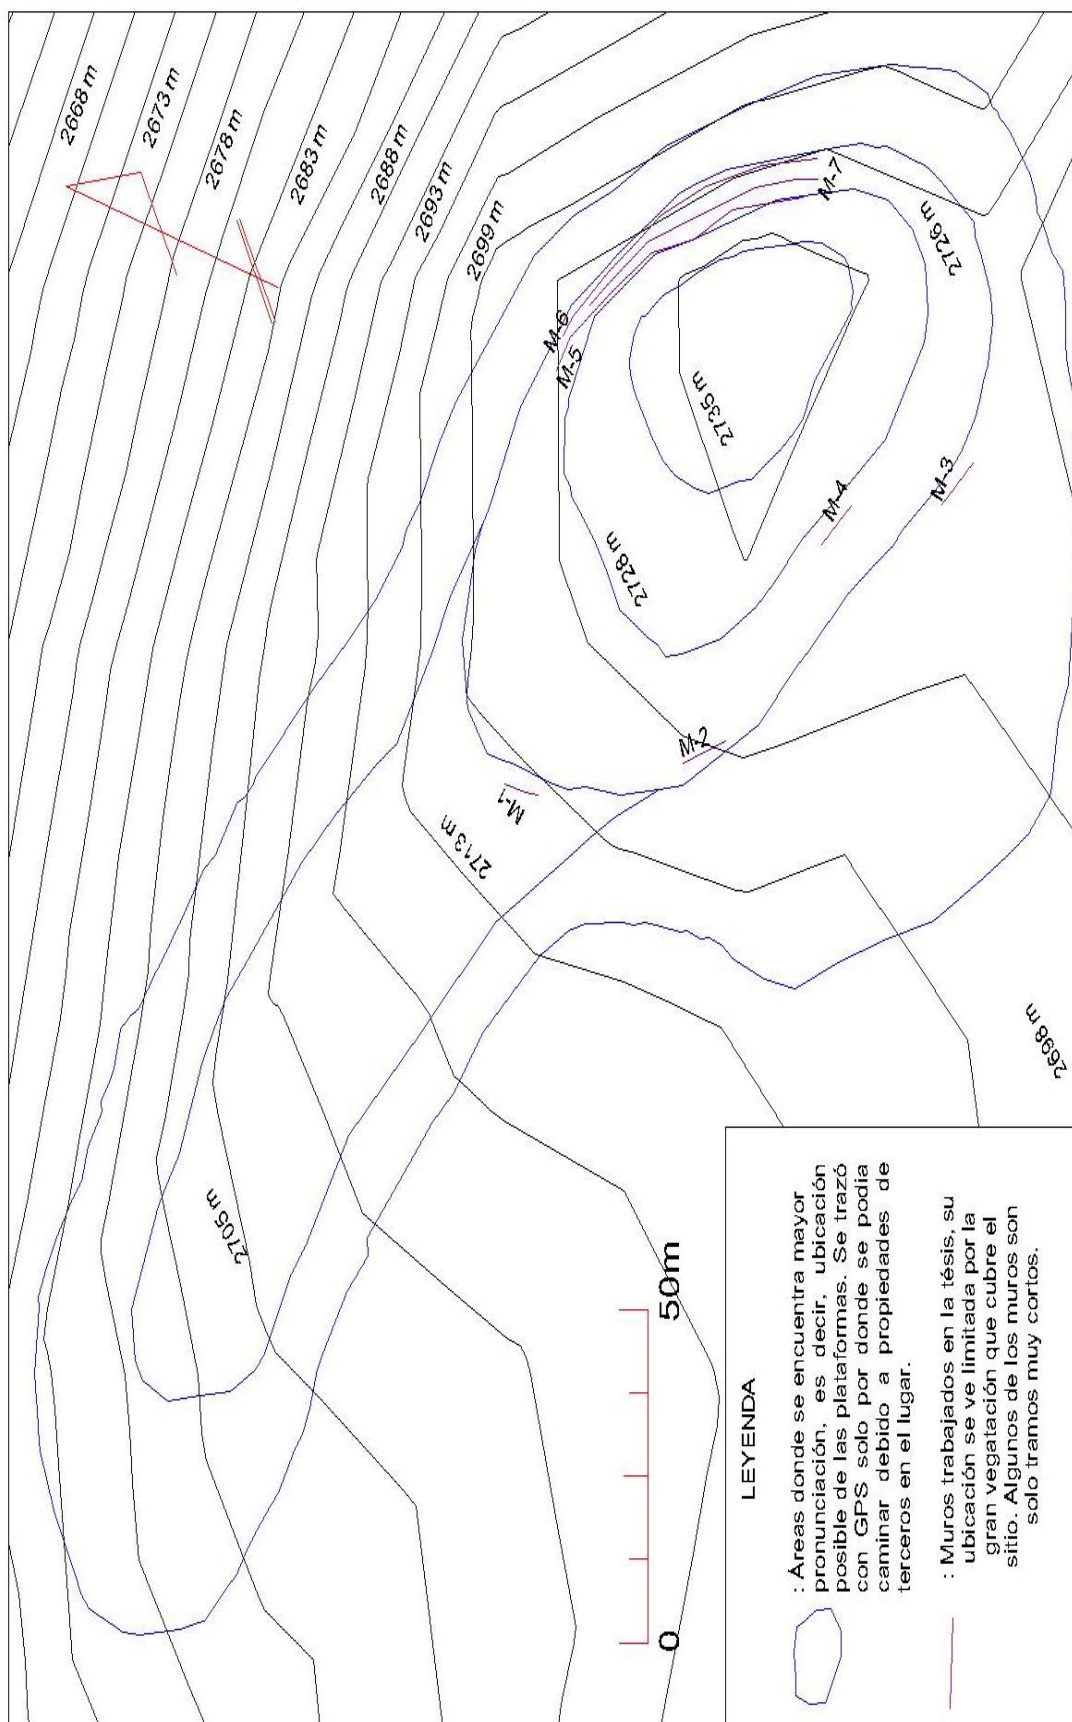 2668 m
2673 m
2678 m
2683 m
2688 m
2693 m
2699 m
2726 m
M-7
M-6
M-5
2735 m
M-4
M-3
2728 m
M-2
M-1
2713 m
2705 m
2698 m
0
50m
LEYENDA
: Áreas donde se encuentra mayor
pronunciación, es decir, ubicación
posible de las plataformas. Se trazó
con GPS solo por donde se podía
caminar debido a propiedades de
terceros en el lugar.
: Muros trabajados en la tésis, su
ubicación se ve limitada por la
gran vegatación que cubre el
sitio. Algunos de los muros son
solo tramos muy cortos.